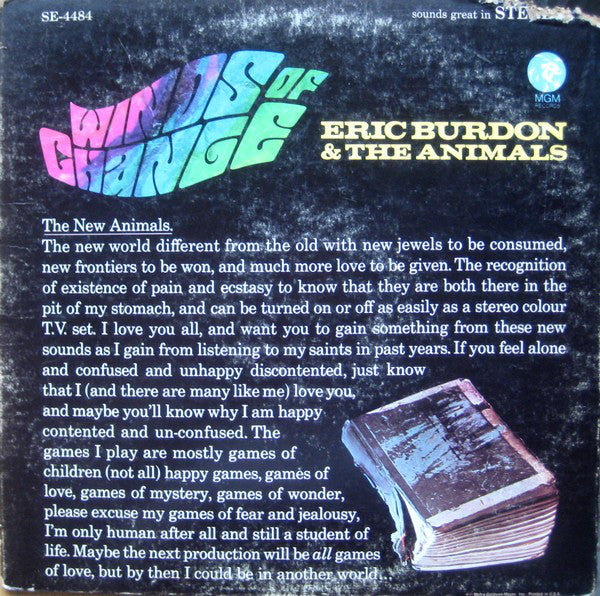 SE-4484
sounds great in STE
WINDS OF
CHANGE
MGM
RECORDS
ERIC BURDON
& THE ANIMALS
The New Animals.
The new world different from the old with new jewels to be consumed,
new frontiers to be won, and much more love to be given. The recognition
of existence of pain and ecstasy to know that they are both there in the
pit of my stomach, and can be turned on or off as easily as a stereo colour
T.V. set. I love you all, and want you to gain something from these new
sounds as I gain from listening to my saints in past years. If you feel alone
and confused and unhappy discontented, just know
that I (and there are many like me) love you,
and maybe you'll know why I am happy
contented and un-confused. The
games I play are mostly games of
children (not all) happy games, games of
love, games of mystery, games of wonder,
please excuse my games of fear and jealousy,
I'm only human after all and still a student of
life. Maybe the next production will be all games
of love, but by then I could be in another world...
Metro-Goldwyn-Mayer Inc. Printed in U.S.A.